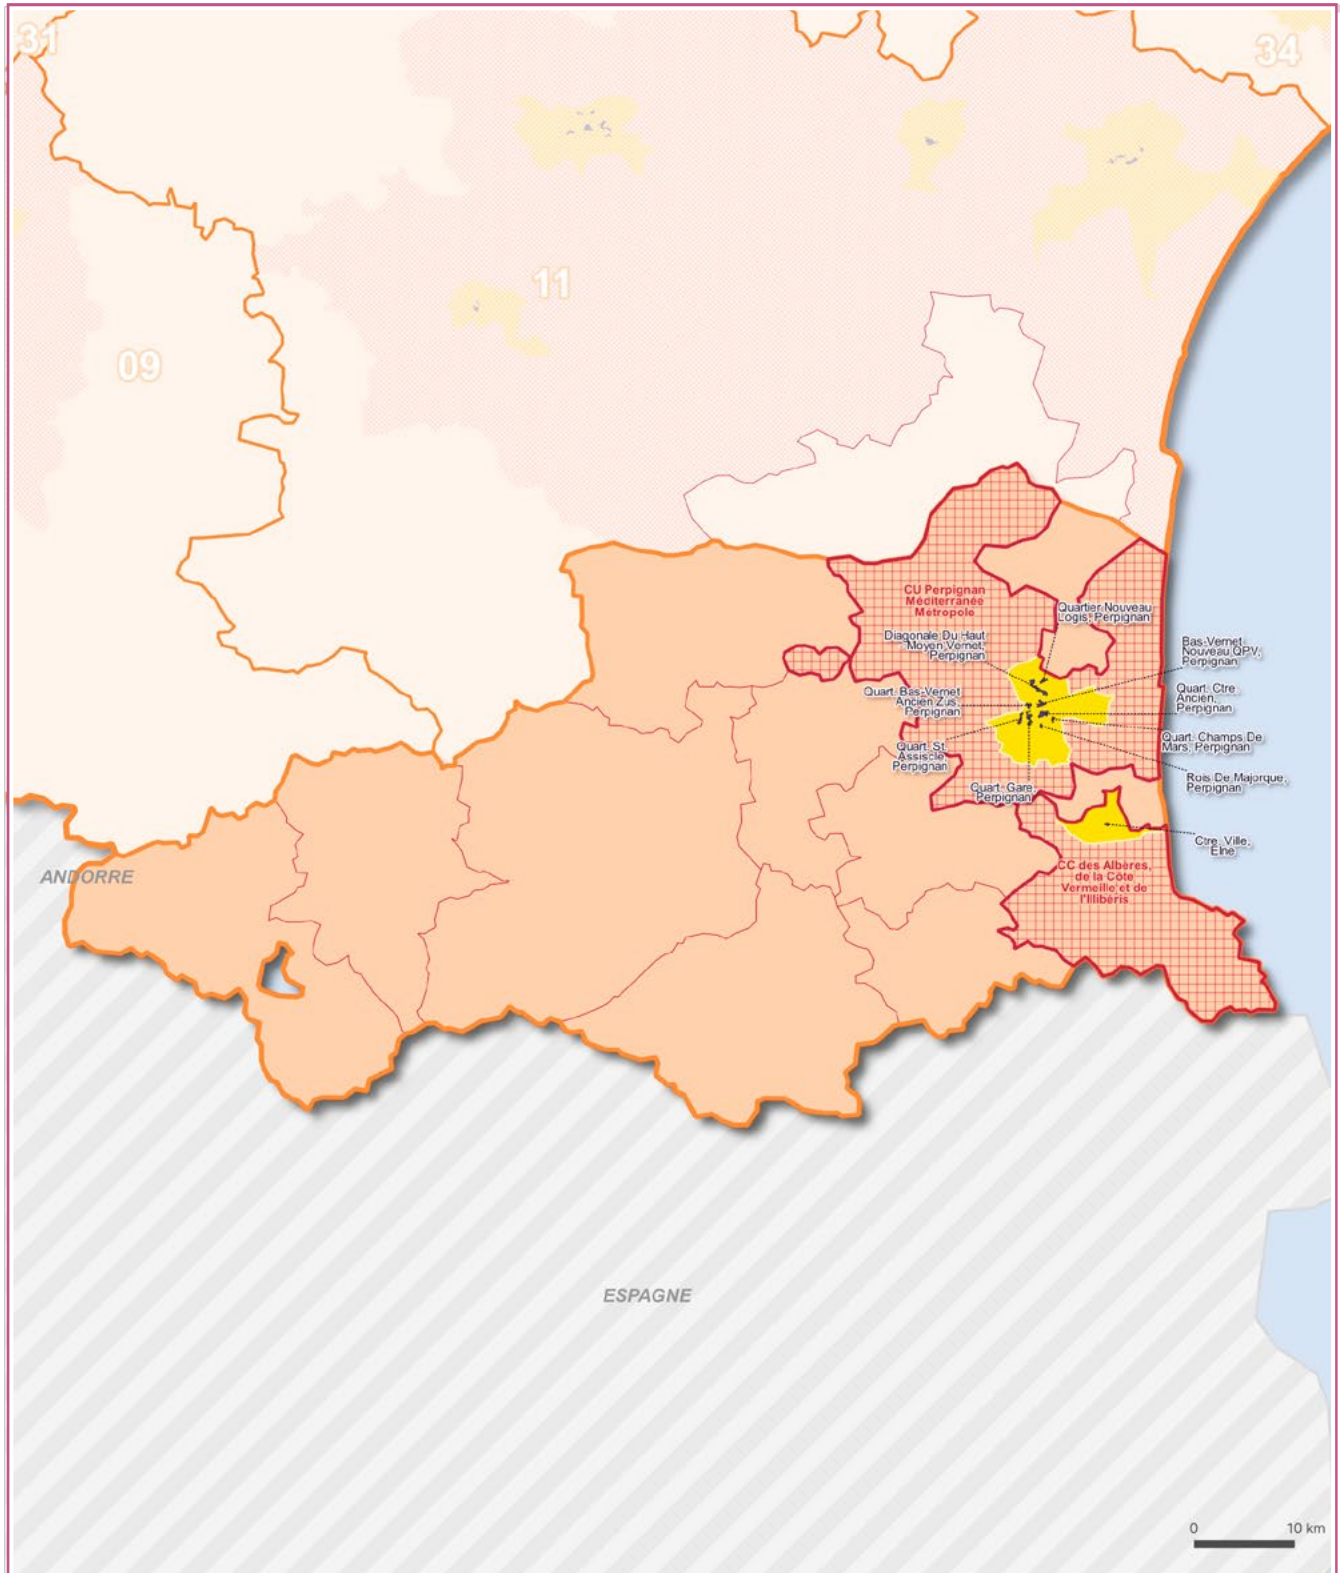 31
34
11
09
CU Perpignan
Méditerranée
Métropole
Quartier Nouveau
Logis, Perpignan
Diagonale Du Haut
Moyen Vernet,
Perpignan
Bas-Vernet
Nouveau QPV,
Perpignan
Quart. Bas-Vernet
Ancien Zus,
Perpignan
Quart. Ctre
Ancien,
Perpignan
Quart. St.
Assiscle,
Perpignan
Quart. Champs De
Mars, Perpignan
Quart. Gare,
Perpignan
Rois De Majorque,
Perpignan
Ctre. Ville,
Elne
CC des Albères,
de la Côte
Vermeille et de
l'Illibéris
ANDORRE
ESPAGNE
0 10 km